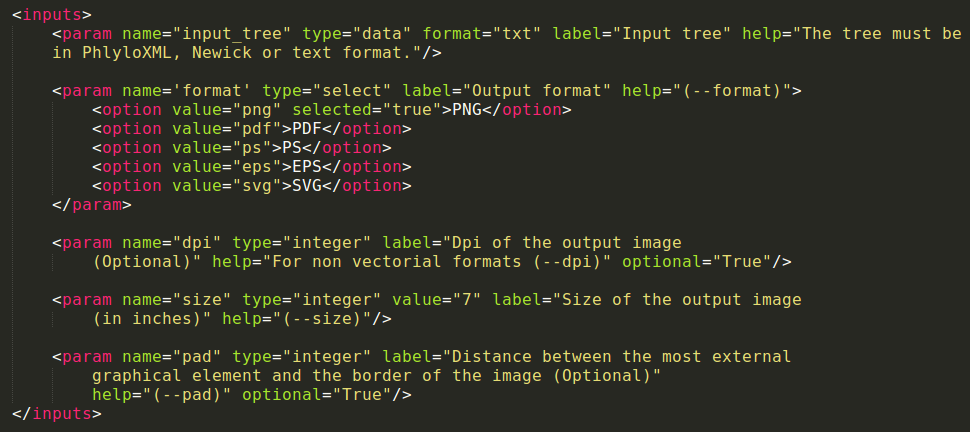 <inputs>
<param name="input_tree" type="data" format="txt" label="Input tree" help="The tree must be
in PhlyloXML, Newick or text format."/>
<param name='format' type="select" label="Output format" help="(--format)">
<option value="png" selected="true">PNG</option>
<option value="pdf">PDF</option>
<option value="ps">PS</option>
<option value="eps">EPS</option>
<option value="svg">SVG</option>
</param>
<param name="dpi" type="integer" label="Dpi of the output image
(Optional)" help="For non vectorial formats (--dpi)" optional="True"/>
<param name="size" type="integer" value="7" label="Size of the output image
(in inches)" help="(--size)"/>
<param name="pad" type="integer" label="Distance between the most external
graphical element and the border of the image (Optional)"
help="(--pad)" optional="True"/>
</inputs>